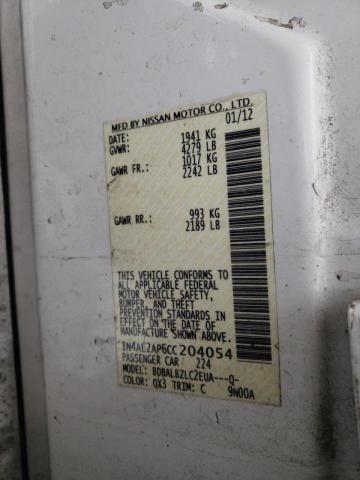 MFD BY NISSAN MOTOR CO., LTD.
DATE: 01/12
GVWR: 1941 KG
4279 LB
GAWR FR.: 1017 KG
2242 LB
GAWR RR.: 993 KG
2189 LB
THIS VEHICLE CONFORMS TO
ALL APPLICABLE FEDERAL
MOTOR VEHICLE SAFETY,
BUMPER, AND THEFT
PREVENTION STANDARDS IN
EFFECT ON THE DATE OF
MANUFACTURE SHOWN ABOVE.
1N4AL2AP6CC204054
PASSENGER CAR 224
MODEL: BDBALBZLC2EUA---Q-
COLOR: QX3 TRIM: C 9N00A